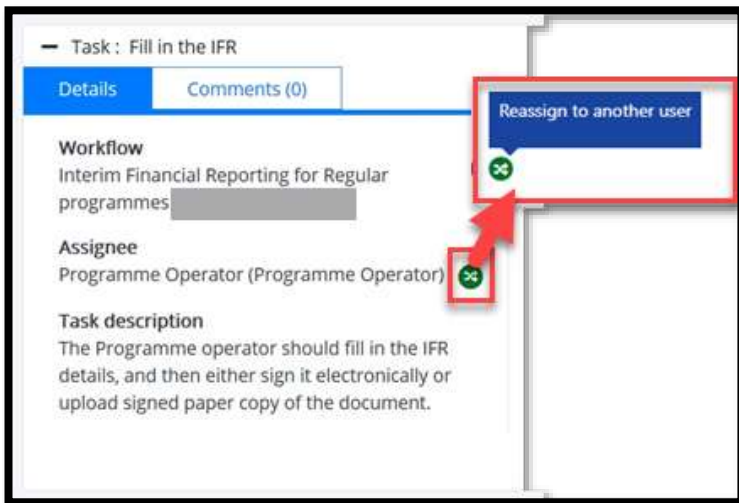 Task : Fill in the IFR
Details Comments (0)
Reassign to another user
Workflow
Interim Financial Reporting for Regular
programmes
Assignee
Programme Operator (Programme Operator)
Task description
The Programme operator should fill in the IFR
details, and then either sign it electronically or
upload signed paper copy of the document.